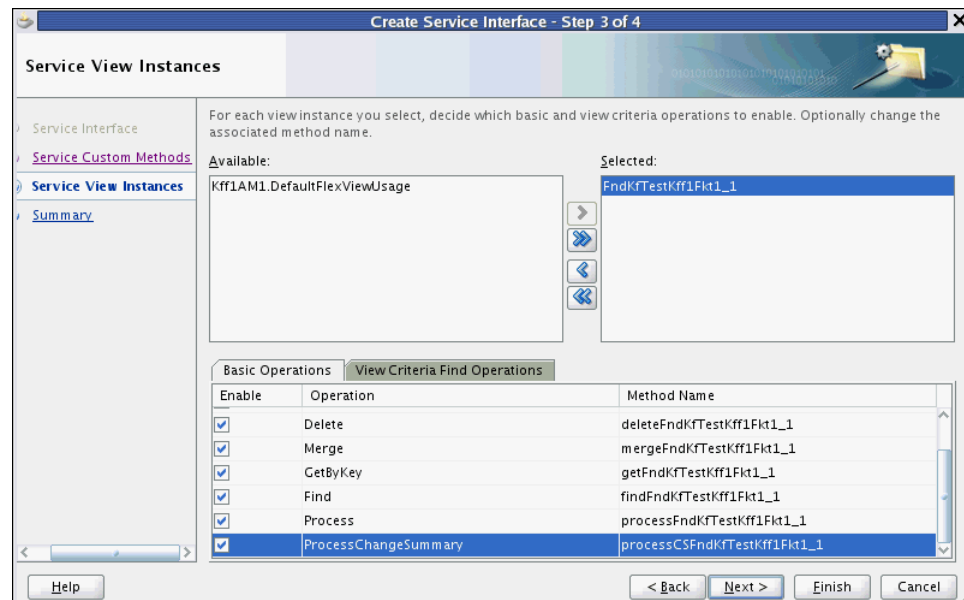 Create Service Interface - Step 3 of 4
Service View Instances
Service Interface
Service Custom Methods
Service View Instances
Summary
For each view instance you select, decide which basic and view criteria operations to enable. Optionally change the
associated method name.
Available:
Kff1AM1.DefaultFlexViewUsage
Selected:
FndKfTestKff1Fkt1_1
Basic Operations
View Criteria Find Operations
Enable Operation Method Name
Delete deleteFndKfTestKff1Fkt1_1
Merge mergeFndKfTestKff1Fkt1_1
GetByKey getFndKfTestKff1Fkt1_1
Find findFndKfTestKff1Fkt1_1
Process processFndKfTestKff1Fkt1_1
ProcessChangeSummary processCSFndKfTestKff1Fkt1_1
Help
< Back
Next >
Finish
Cancel